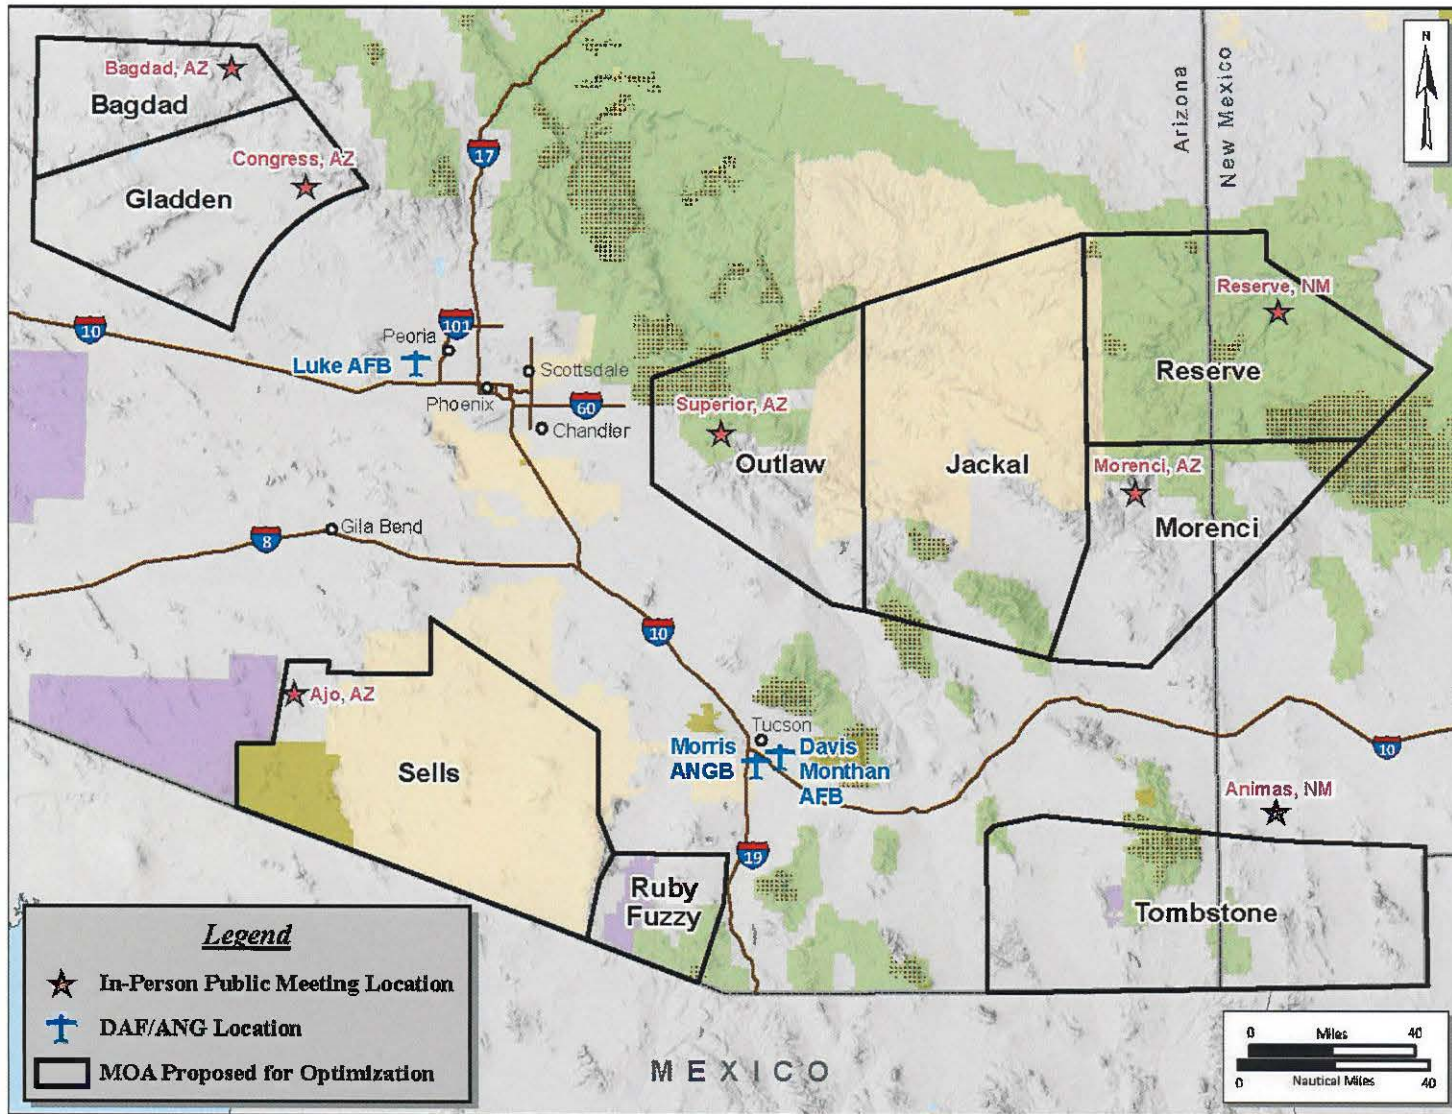 N
Arizona
New Mexico
Bagdad, AZ
Bagdad
Congress, AZ
Gladden
17
Reserve, NM
Reserve
10
101
Peoria
Luke AFB
Scottsdale
Phoenix
60
Chandler
Superior, AZ
Outlaw
Jackal
Morenci, AZ
Morenci
8
Gila Bend
10
Ajo, AZ
Sells
Tucson
Morris
ANGB
Davis
Monthan
AFB
10
Animas, NM
19
Ruby
Fuzzy
Tombstone
MEXICO
Legend
In-Person Public Meeting Location
DAF/ANG Location
MOA Proposed for Optimization
0 Miles 40
0 Nautical Miles 40